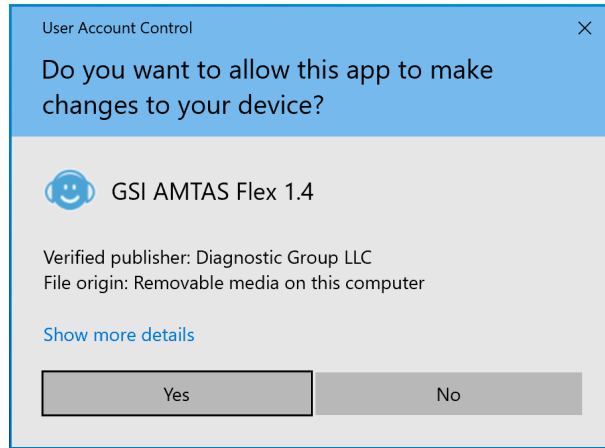 User Account Control
Do you want to allow this app to make
changes to your device?
GSI AMTAS Flex 1.4
Verified publisher: Diagnostic Group LLC
File origin: Removable media on this computer
Show more details
Yes
No